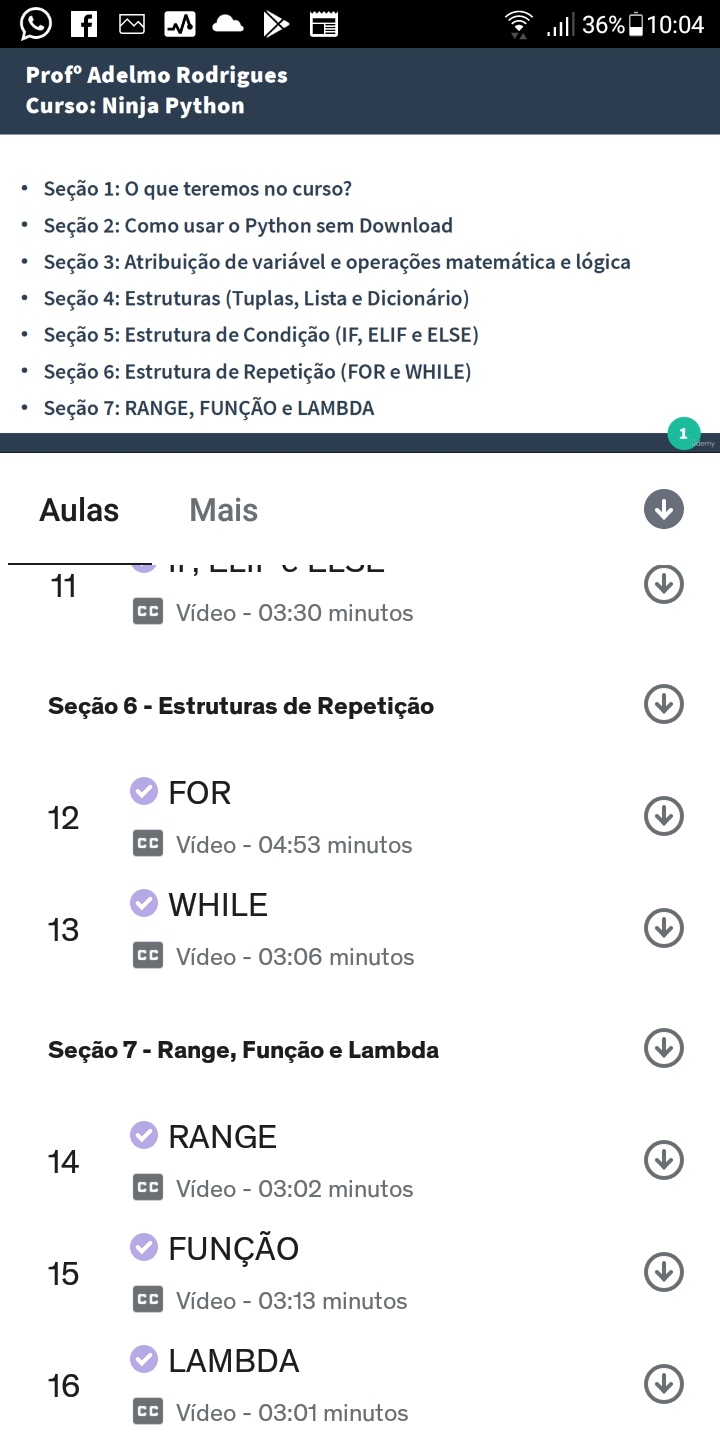 36% 10:04
Profº Adelmo Rodrigues
Curso: Ninja Python
• Seção 1: O que teremos no curso?
• Seção 2: Como usar o Python sem Download
• Seção 3: Atribuição de variável e operações matemática e lógica
• Seção 4: Estruturas (Tuplas, Lista e Dicionário)
• Seção 5: Estrutura de Condição (IF, ELIF e ELSE)
• Seção 6: Estrutura de Repetição (FOR e WHILE)
• Seção 7: RANGE, FUNÇÃO e LAMBDA
1
udemy
Aulas Mais
11 IF, ELIF e ELSE
CC Vídeo - 03:30 minutos
Seção 6 - Estruturas de Repetição
12 FOR
CC Vídeo - 04:53 minutos
13 WHILE
CC Vídeo - 03:06 minutos
Seção 7 - Range, Função e Lambda
14 RANGE
CC Vídeo - 03:02 minutos
15 FUNÇÃO
CC Vídeo - 03:13 minutos
16 LAMBDA
CC Vídeo - 03:01 minutos